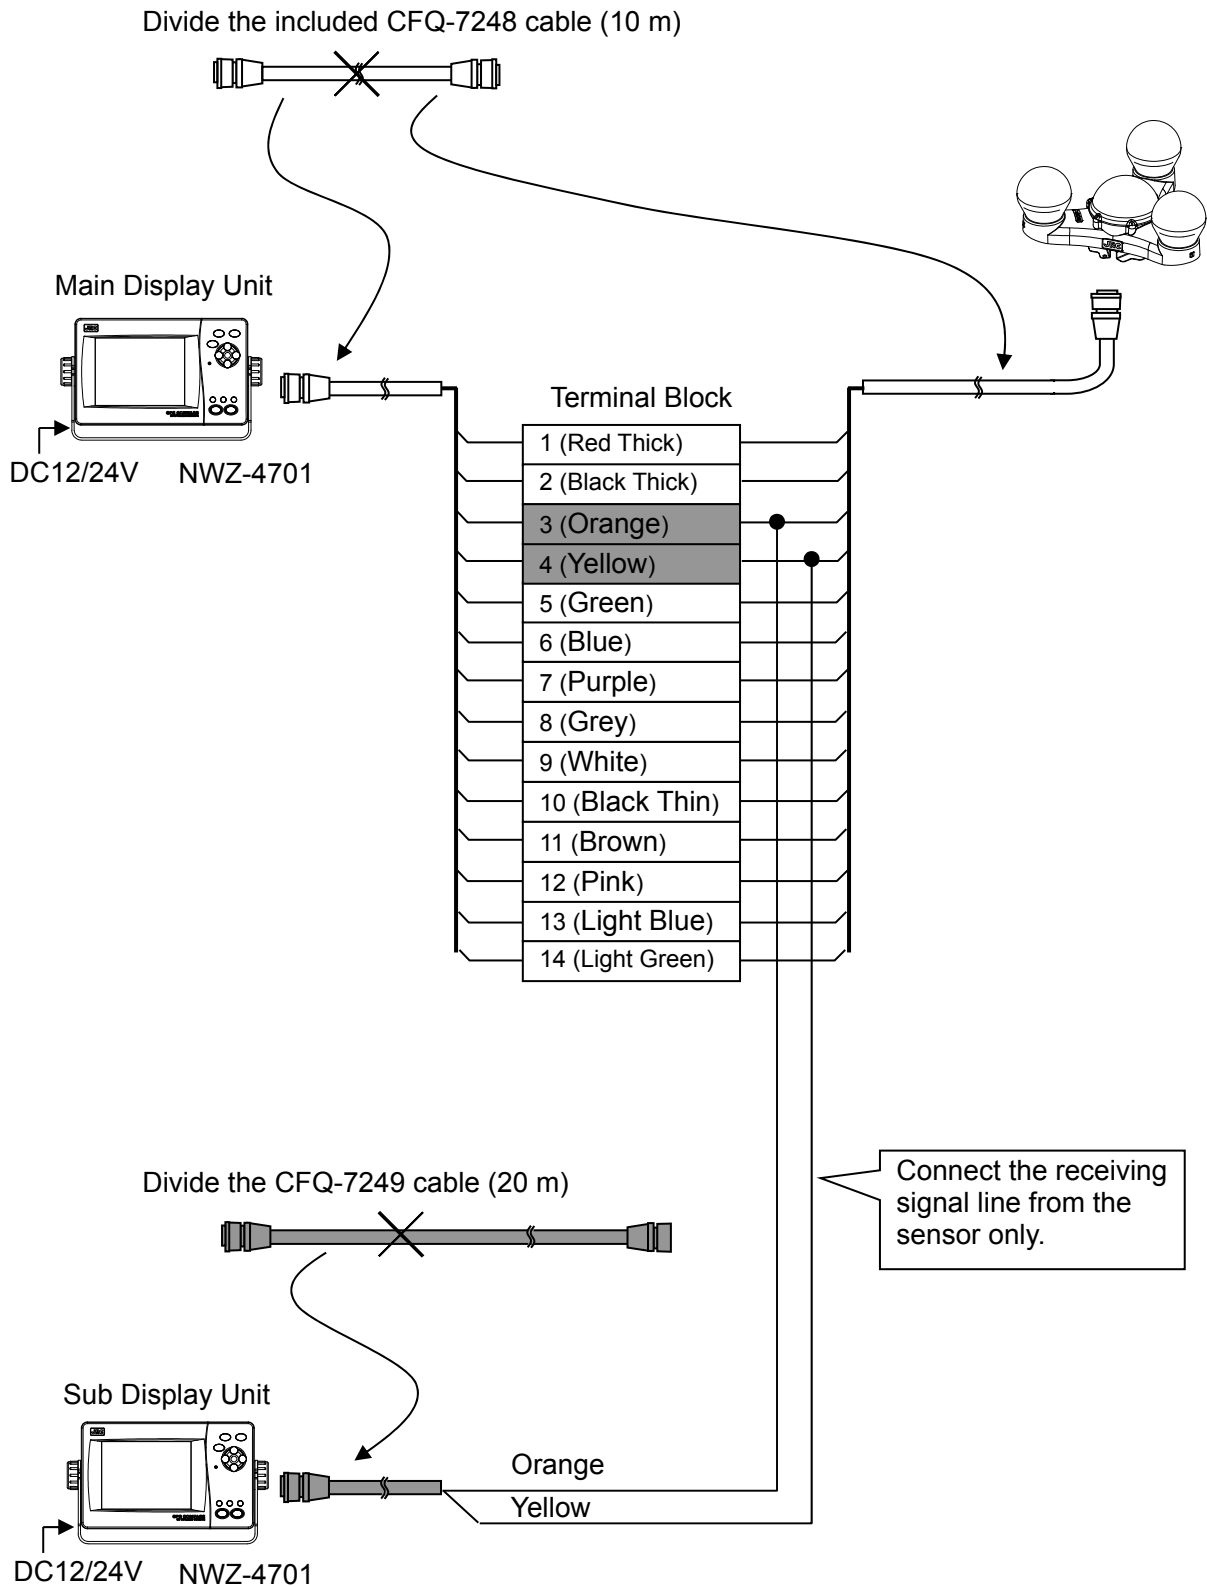 Divide the included CFQ-7248 cable (10 m)
JRC
Main Display Unit
JRC
DC12/24V
NWZ-4701
Terminal Block
1 (Red Thick)
2 (Black Thick)
3 (Orange)
4 (Yellow)
5 (Green)
6 (Blue)
7 (Purple)
8 (Grey)
9 (White)
10 (Black Thin)
11 (Brown)
12 (Pink)
13 (Light Blue)
14 (Light Green)
Connect the receiving
signal line from the
sensor only.
Divide the CFQ-7249 cable (20 m)
Sub Display Unit
JRC
DC12/24V
NWZ-4701
Orange
Yellow